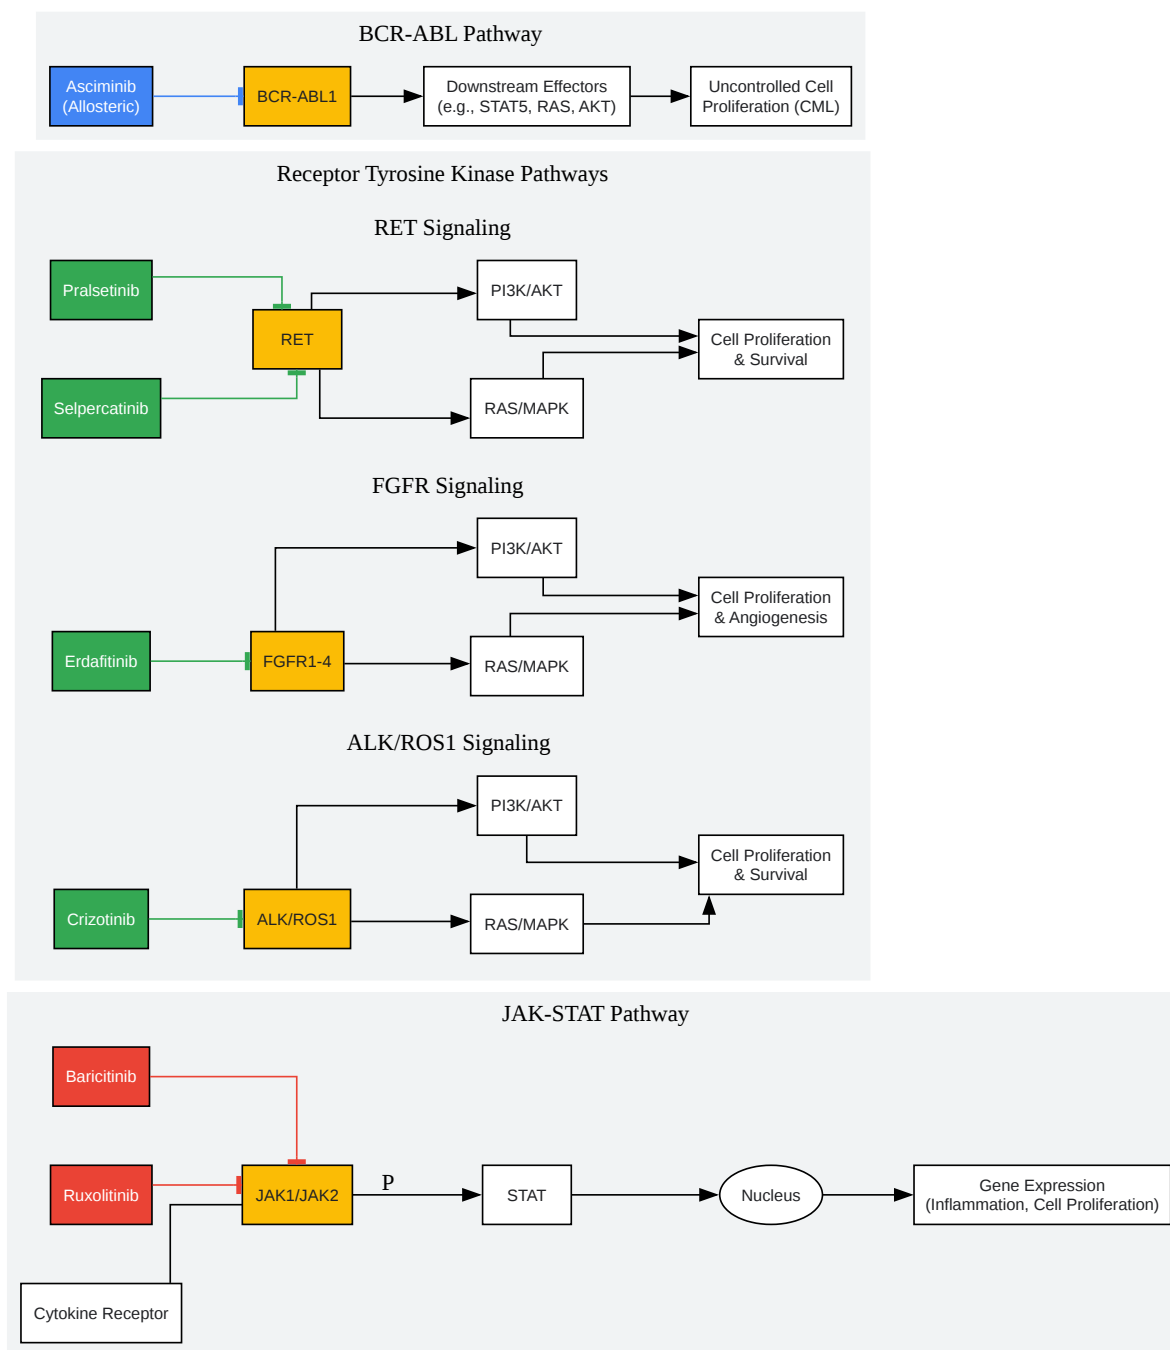 BCR-ABL Pathway
Asciminib
(Allosteric)
BCR-ABL1
Downstream Effectors
(e.g., STAT5, RAS, AKT)
Uncontrolled Cell
Proliferation (CML)
Receptor Tyrosine Kinase Pathways
RET Signaling
Pralsetinib
PI3K/AKT
RET
Cell Proliferation
& Survival
Selpercatinib
RAS/MAPK
FGFR Signaling
PI3K/AKT
Cell Proliferation
& Angiogenesis
Erdafitinib
FGFR1-4
RAS/MAPK
ALK/ROS1 Signaling
PI3K/AKT
Cell Proliferation
& Survival
Crizotinib
ALK/ROS1
RAS/MAPK
JAK-STAT Pathway
Baricitinib
Ruxolitinib
JAK1/JAK2
P
STAT
Nucleus
Gene Expression
(Inflammation, Cell Proliferation)
Cytokine Receptor